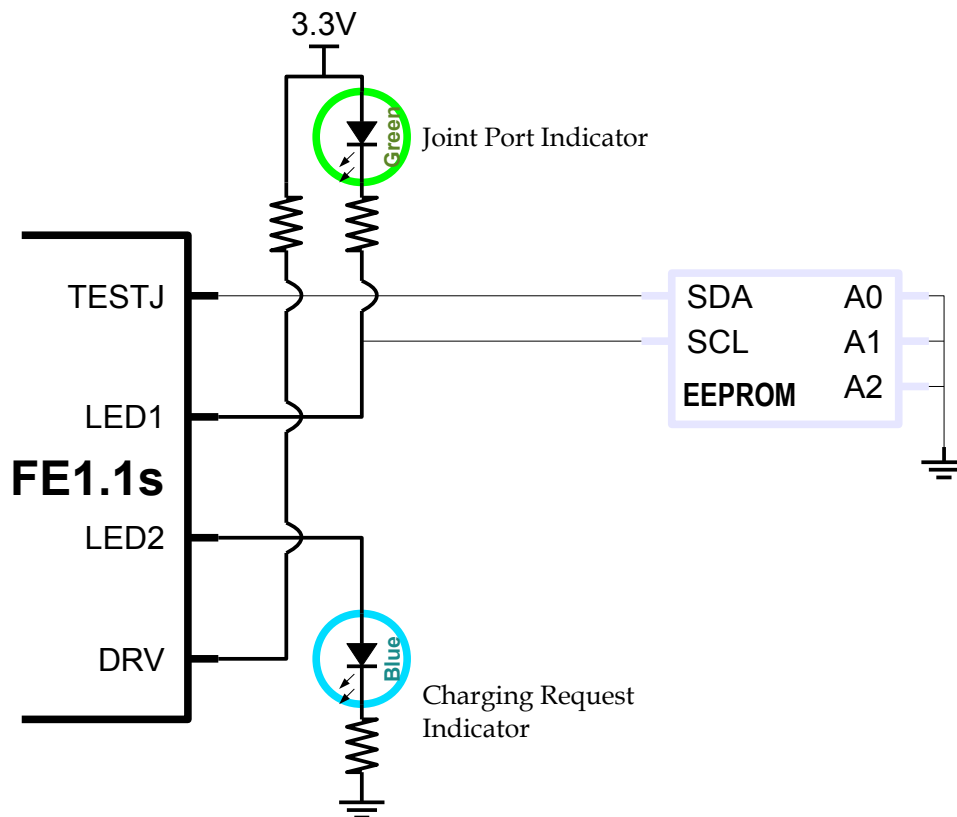 3.3V
Green
Joint Port Indicator
TESTJ
SDA
A0
SCL
A1
EEPROM
A2
LED1
FE1.1s
LED2
DRV
Blue
Charging Request
Indicator